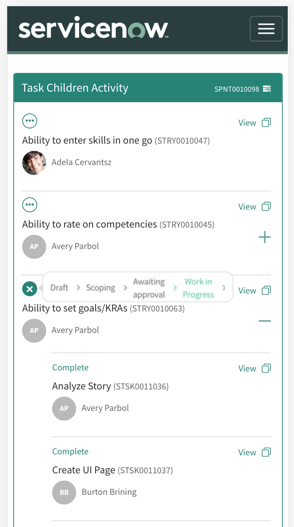 servicenow
Task Children Activity SPNT0010098
View
Ability to enter skills in one go (STRY0010047)
Adela Cervantsz
View
Ability to rate on competencies (STRY0010045)
AP Avery Parbol
Draft Scoping Awaiting approval Work in Progress
View
Ability to set goals/KRAs (STRY0010063)
AP Avery Parbol
Complete View
Analyze Story (STSK0011036)
AP Avery Parbol
Complete View
Create UI Page (STSK0011037)
BB Burton Brining